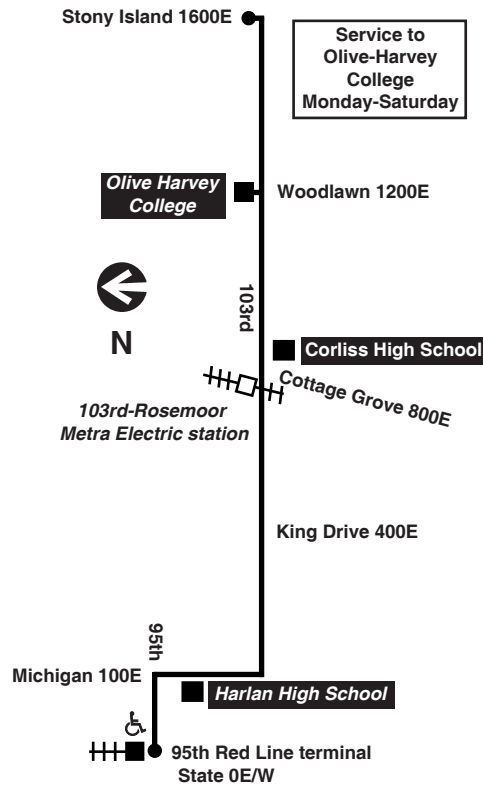 Stony Island 1600E
Service to
Olive-Harvey
College
Monday-Saturday
Olive Harvey
College
Woodlawn 1200E
103rd
N
Corliss High School
Cottage Grove 800E
103rd-Rosemoor
Metra Electric station
King Drive 400E
95th
Michigan 100E
Harlan High School
95th Red Line terminal
State 0E/W